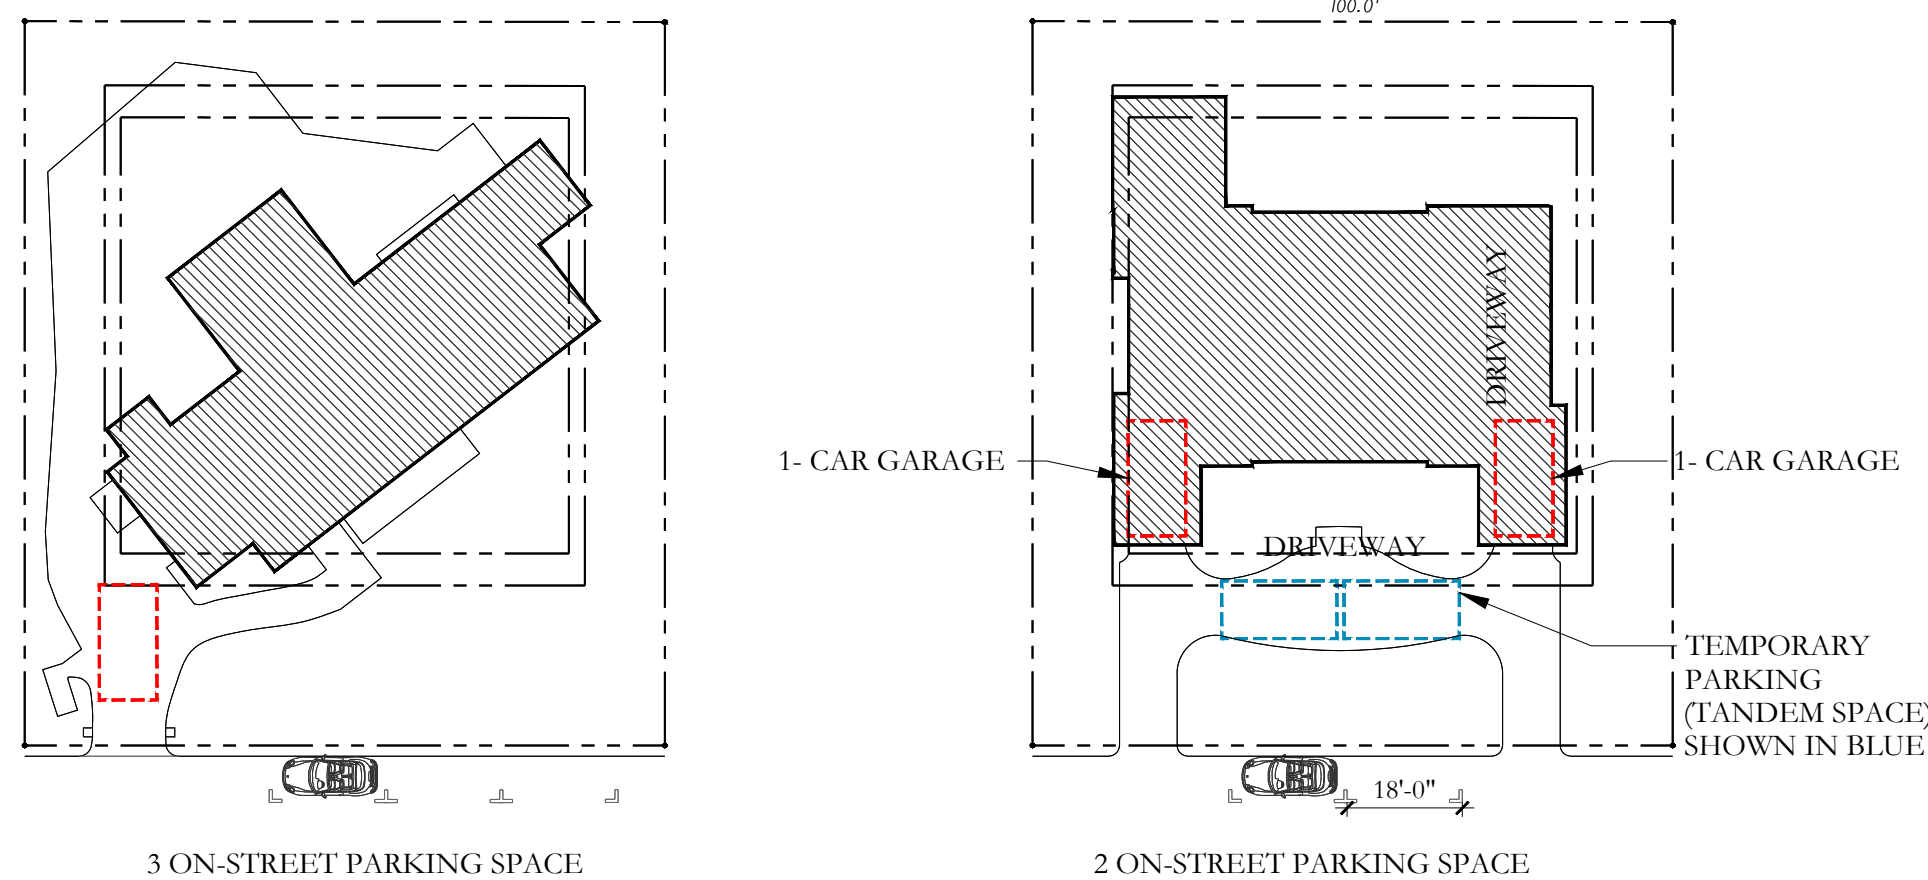 100.0'
DRIVEWAY
1- CAR GARAGE
1- CAR GARAGE
DRIVEWAY
TEMPORARY
PARKING
(TANDEM SPACE)
SHOWN IN BLUE
18'-0"
3 ON-STREET PARKING SPACE
2 ON-STREET PARKING SPACE